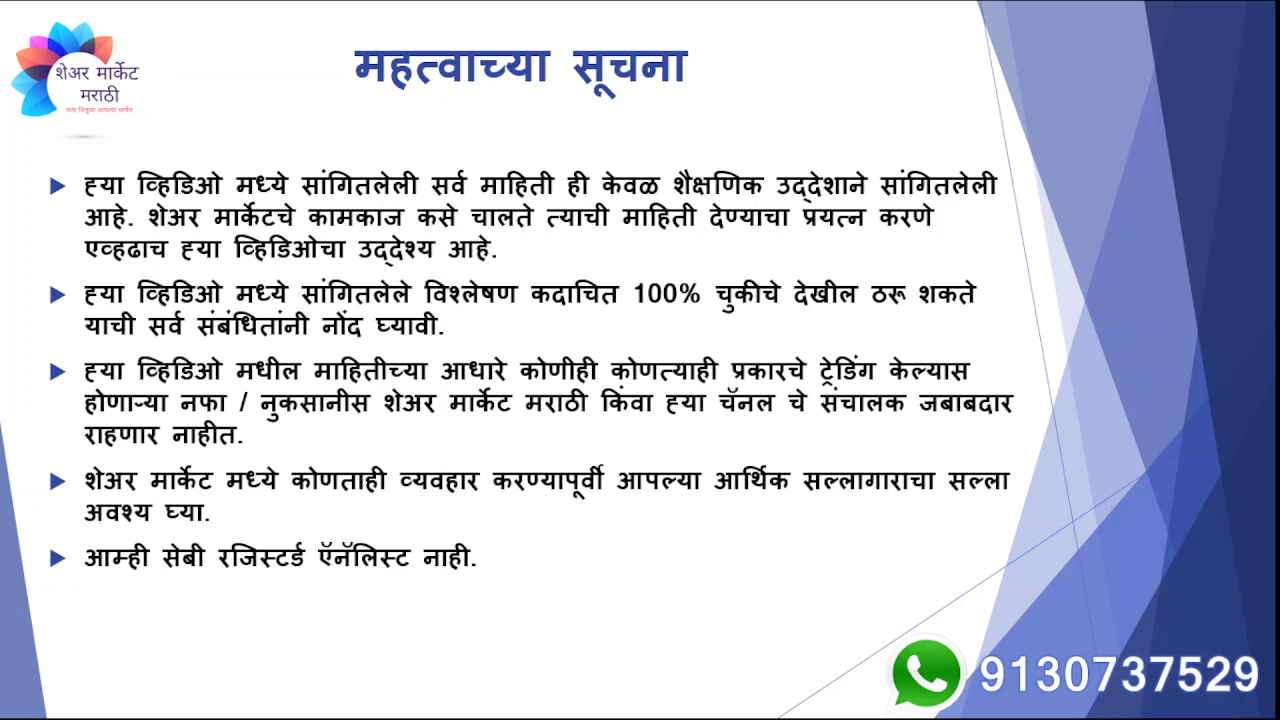 शेअर मार्केट
मराठी
चला शिकूया आपल्या भाषेत
महत्वाच्या सूचना
ह्या व्हिडिओ मध्ये सांगितलेली सर्व माहिती ही केवळ शैक्षणिक उद्देशाने सांगितलेली
आहे. शेअर मार्केटचे कामकाज कसे चालते त्याची माहिती देण्याचा प्रयत्न करणे
एव्हढाच ह्या व्हिडिओचा उद्देश्य आहे.
ह्या व्हिडिओ मध्ये सांगितलेले विश्लेषण कदाचित 100% चुकीचे देखील ठरू शकते
याची सर्व संबंधितांनी नोंद घ्यावी.
ह्या व्हिडिओ मधील माहितीच्या आधारे कोणीही कोणत्याही प्रकारचे ट्रेडिंग केल्यास
होणाऱ्या नफा / नुकसानीस शेअर मार्केट मराठी किंवा ह्या चॅनल चे संचालक जबाबदार
राहणार नाहीत.
शेअर मार्केट मध्ये कोणताही व्यवहार करण्यापूर्वी आपल्या आर्थिक सल्लागाराचा सल्ला
अवश्य घ्या.
आम्ही सेबी रजिस्टर्ड ऍनॅलिस्ट नाही.
9130737529